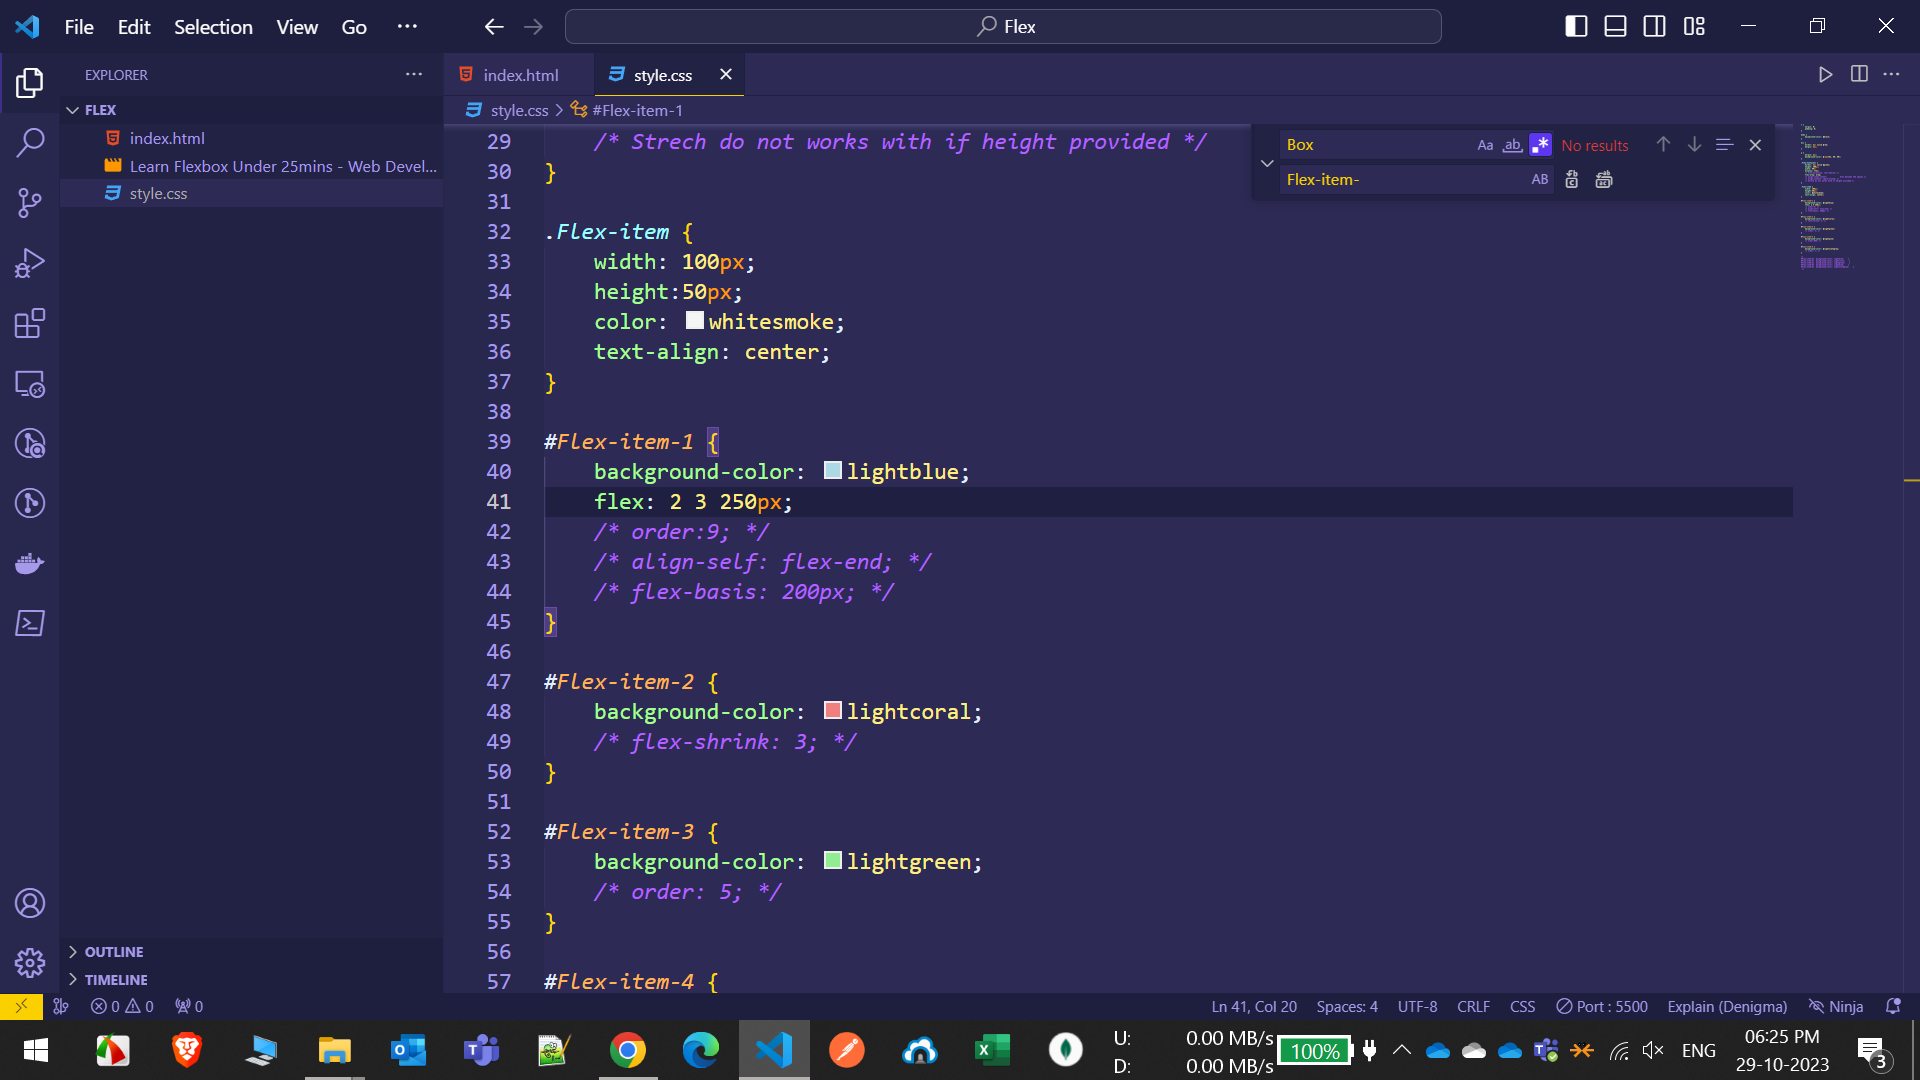 File Edit Selection View Go ··· Flex
EXPLORER
FLEX
index.html
Learn Flexbox Under 25mins - Web Devel...
style.css
OUTLINE
TIMELINE
index.html
style.css
style.css > #Flex-item-1
Box
Aa ab No results
Flex-item-
AB
29 /* Strech do not works with if height provided */
30 }
31
32 .Flex-item {
33 width: 100px;
34 height:50px;
35 color: whitesmoke;
36 text-align: center;
37 }
38
39 #Flex-item-1 {
40 background-color: lightblue;
41 flex: 2 3 250px;
42 /* order:9; */
43 /* align-self: flex-end; */
44 /* flex-basis: 200px; */
45 }
46
47 #Flex-item-2 {
48 background-color: lightcoral;
49 /* flex-shrink: 3; */
50 }
51
52 #Flex-item-3 {
53 background-color: lightgreen;
54 /* order: 5; */
55 }
56
57 #Flex-item-4 {
0 0 0 Ln 41, Col 20 Spaces: 4 UTF-8 CRLF CSS Port : 5500 Explain (Denigma) Ninja
U: 0.00 MB/s
D: 0.00 MB/s
100%
ENG
06:25 PM
29-10-2023
3